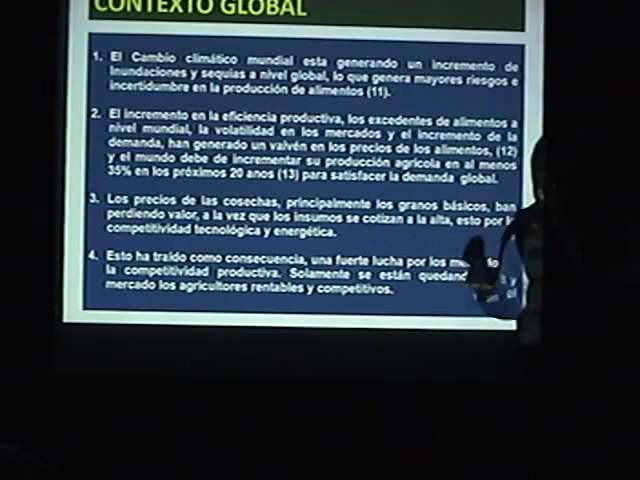 CONTEXTO GLOBAL
1. El Cambio climático mundial esta generando un incremento de
Inundaciones y sequias a nivel global, lo que genera mayores riesgos e
incertidumbre en la producción de alimentos (11).
2. El incremento en la eficiencia productiva, los excedentes de alimentos a
nivel mundial, la volatilidad en los mercados y el incremento de la
demanda, han generado un valvén en los precios de los alimentos, (12)
y el mundo debe de incrementar su producción agrícola en al menos
35% en los próximos 20 años (13) para satisfacer la demanda global.
3. Los precios de las cosechas, principalmente los granos básicos, han
perdiendo valor, a la vez que los insumos se cotizan a la alta, esto por la
competitividad tecnológica y energética.
4. Esto ha traído como consecuencia, una fuerte lucha por los
la competitividad productiva. Solamente se están quedando
mercado los agricultores rentables y competitivos.